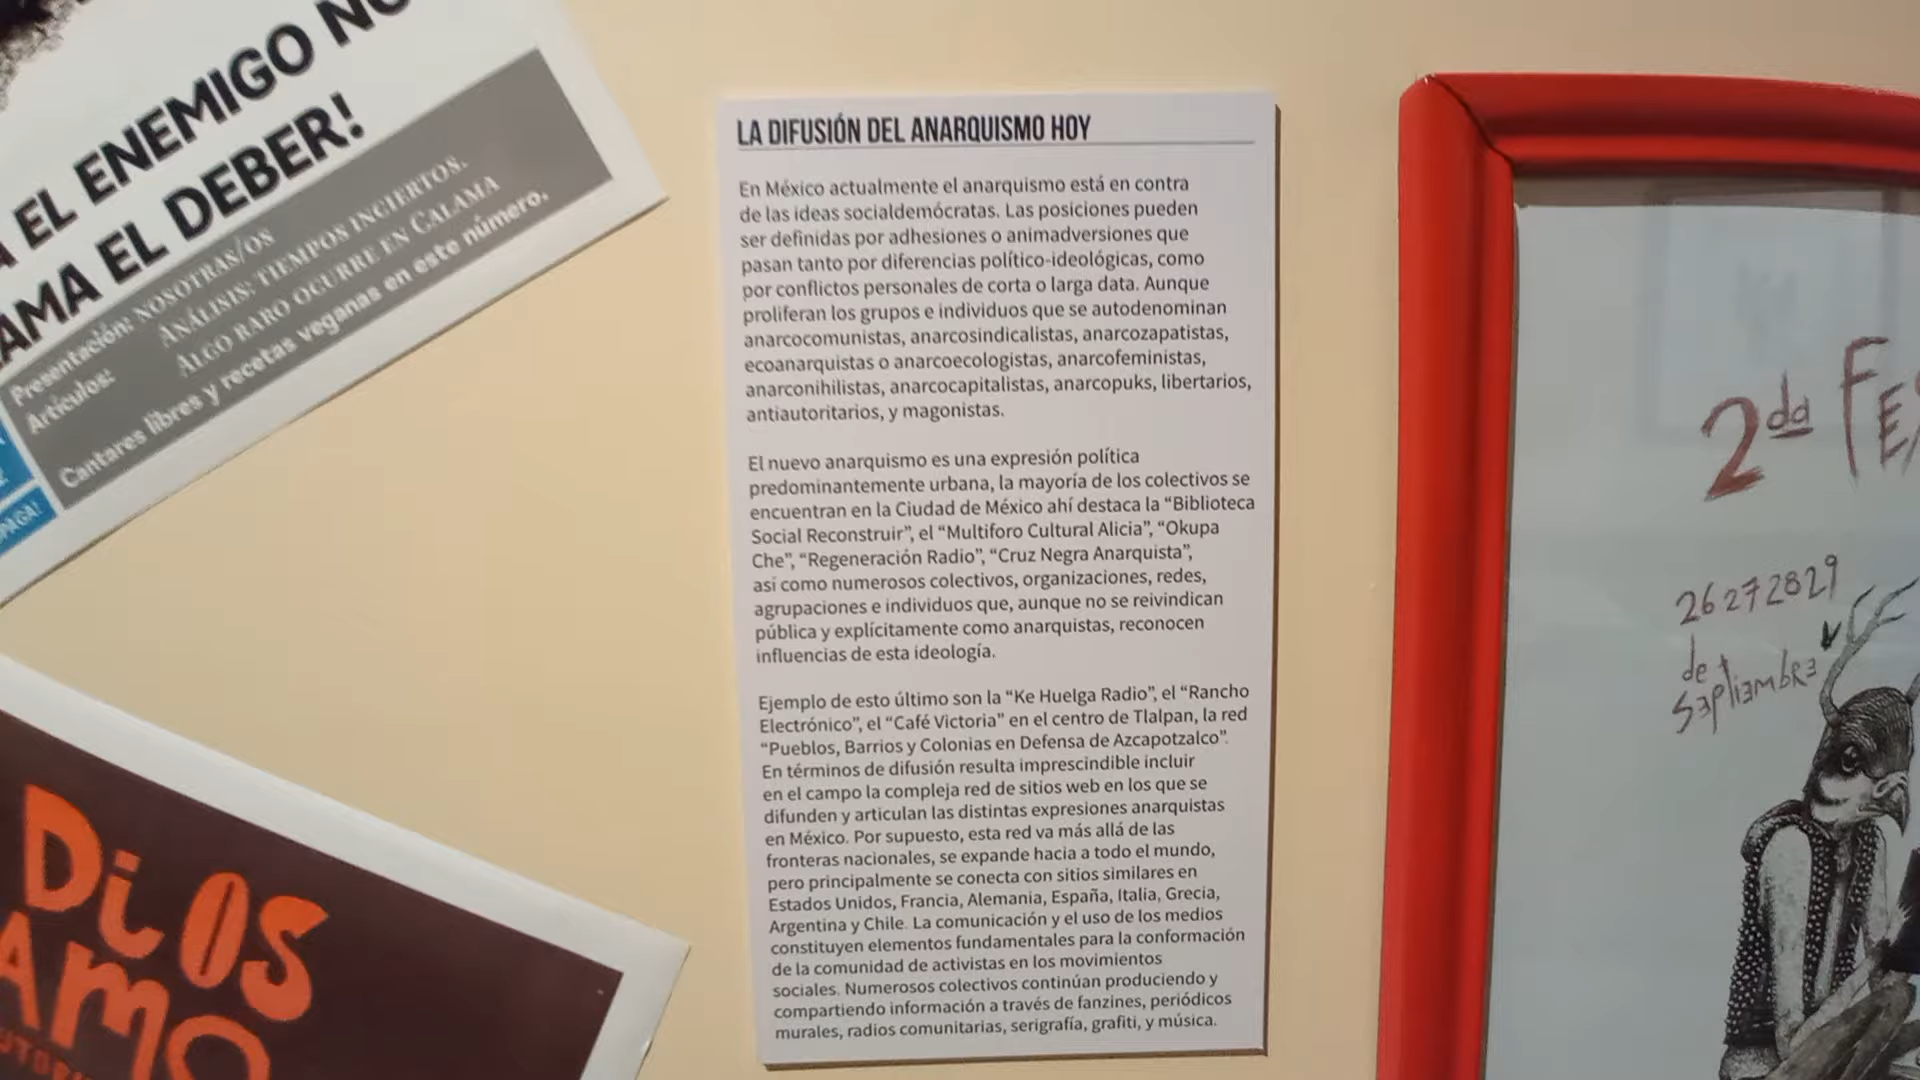 EL ENEMIGO
AMA EL DEBER!
Presentación: NOSOTRAS/OS
Artículos:
ANÁLISIS: TIEMPOS INCIERTOS.
ALGO RARO OCURRE EN CALAMA
Cantares libres y recetas veganas en este número.
LA DIFUSIÓN DEL ANARQUISMO HOY
En México actualmente el anarquismo está en contra
de las ideas socialdemócratas. Las posiciones pueden
ser definidas por adhesiones o animadversiones que
pasan tanto por diferencias político-ideológicas, como
por conflictos personales de corta o larga data. Aunque
proliferan los grupos e individuos que se autodenominan
anarcocomunistas, anarcosindicalistas, anarcozapatistas,
ecoanarquistas o anarcoecologistas, anarcofeministas,
anarconihilistas, anarcocapitalistas, anarcopuks, libertarios,
antiautoritarios, y magonistas.
El nuevo anarquismo es una expresión política
predominantemente urbana, la mayoría de los colectivos se
encuentran en la Ciudad de México ahí destaca la “Biblioteca
Social Reconstruir”, el “Multiforo Cultural Alicia”, “Okupa
Che”, “Regeneración Radio”, “Cruz Negra Anarquista”,
así como numerosos colectivos, organizaciones, redes,
agrupaciones e individuos que, aunque no se reivindican
pública y explícitamente como anarquistas, reconocen
influencias de esta ideología.
Ejemplo de esto último son la “Ke Huelga Radio”, el “Rancho
Electrónico”, el “Café Victoria” en el centro de Tlalpan, la red
“Pueblos, Barrios y Colonias en Defensa de Azcapotzalco”.
En términos de difusión resulta imprescindible incluir
en el campo la compleja red de sitios web en los que se
difunden y articulan las distintas expresiones anarquistas
en México. Por supuesto, esta red va más allá de las
fronteras nacionales, se expande hacia a todo el mundo,
pero principalmente se conecta con sitios similares en
Estados Unidos, Francia, Alemania, España, Italia, Grecia,
Argentina y Chile. La comunicación y el uso de los medios
constituyen elementos fundamentales para la conformación
de la comunidad de activistas en los movimientos
sociales. Numerosos colectivos continúan produciendo y
compartiendo información a través de fanzines, periódicos
murales, radios comunitarias, serigrafía, grafiti, y música.
2da
26 27 28 29
de
septiembre
DiOS
AMO